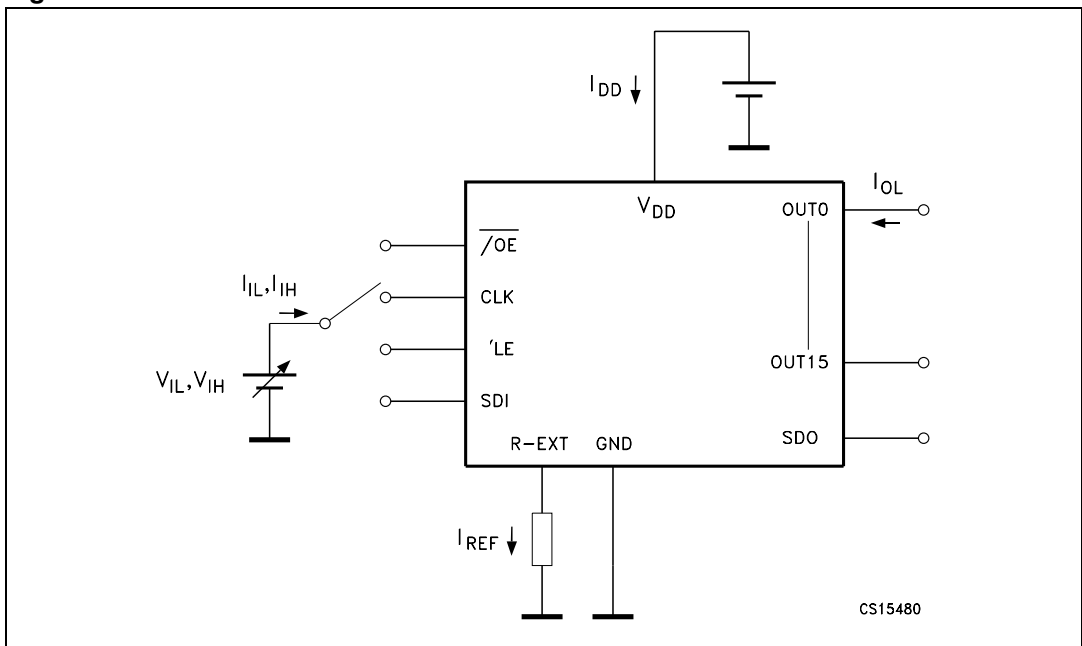 I_DD
V_DD
I_OL
OUT0
/OE
I_IL,I_IH
CLK
'LE
OUT15
V_IL,V_IH
SDI
SDO
R-EXT GND
I_REF
CS15480